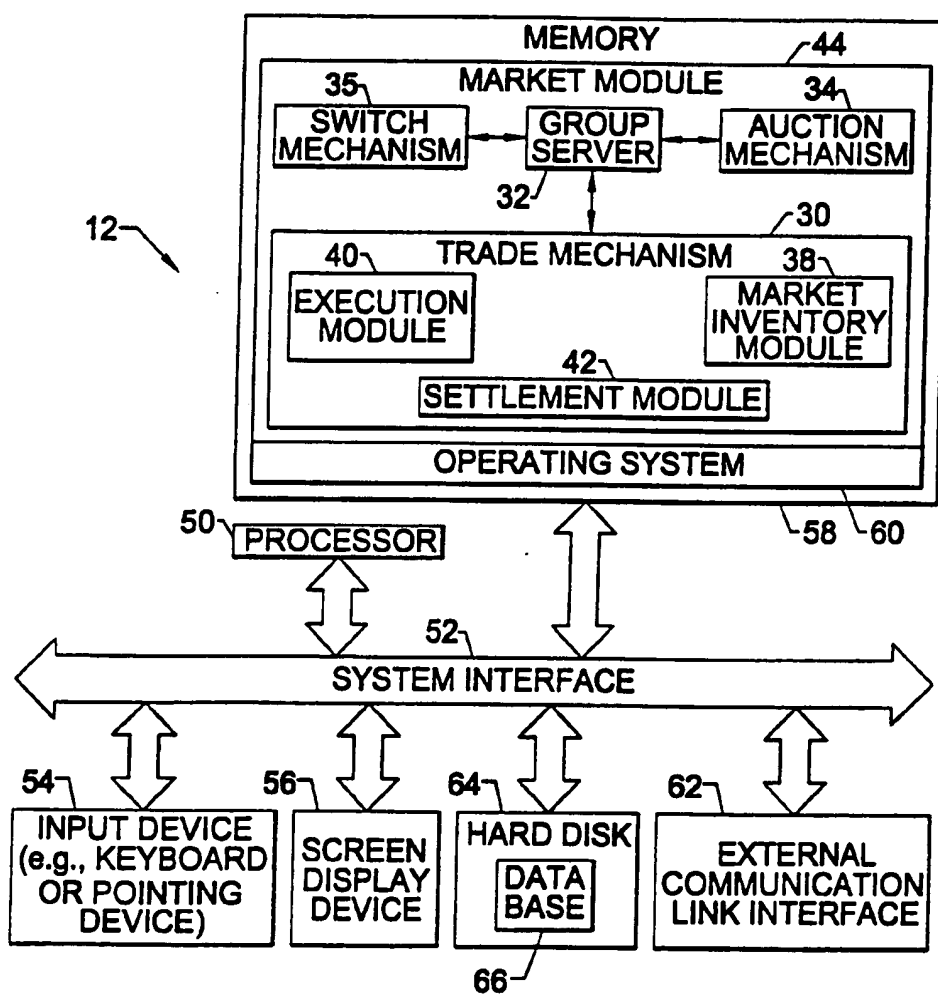 MEMORY
44
MARKET MODULE
35
34
SWITCH
MECHANISM
GROUP
SERVER
AUCTION
MECHANISM
32
12
30
TRADE MECHANISM
40
38
EXECUTION
MODULE
MARKET
INVENTORY
MODULE
42
SETTLEMENT MODULE
OPERATING SYSTEM
50
58
60
PROCESSOR
52
SYSTEM INTERFACE
54
56
64
62
INPUT DEVICE
(e.g., KEYBOARD
OR POINTING
DEVICE)
SCREEN
DISPLAY
DEVICE
HARD DISK
DATA
BASE
EXTERNAL
COMMUNICATION
LINK INTERFACE
66